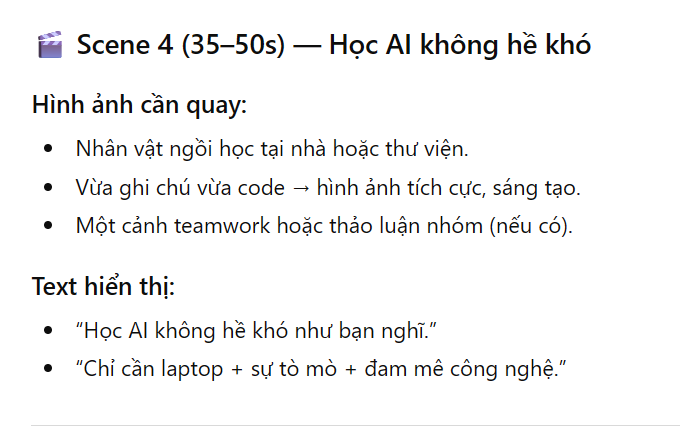 🎬 Scene 4 (35–50s) — Học AI không hề khó
Hình ảnh cần quay:
• Nhân vật ngồi học tại nhà hoặc thư viện.
• Vừa ghi chú vừa code → hình ảnh tích cực, sáng tạo.
• Một cảnh teamwork hoặc thảo luận nhóm (nếu có).
Text hiển thị:
• “Học AI không hề khó như bạn nghĩ.”
• “Chỉ cần laptop + sự tò mò + đam mê công nghệ.”